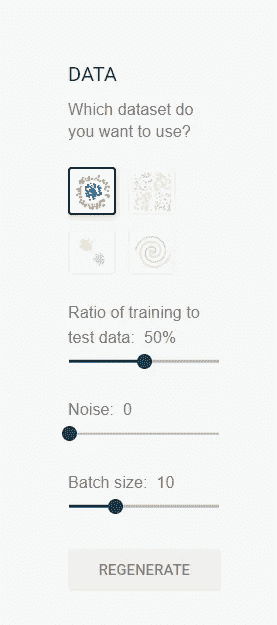 DATA
Which dataset do
you want to use?
Ratio of training to
test data: 50%
Noise: 0
Batch size: 10
REGENERATE